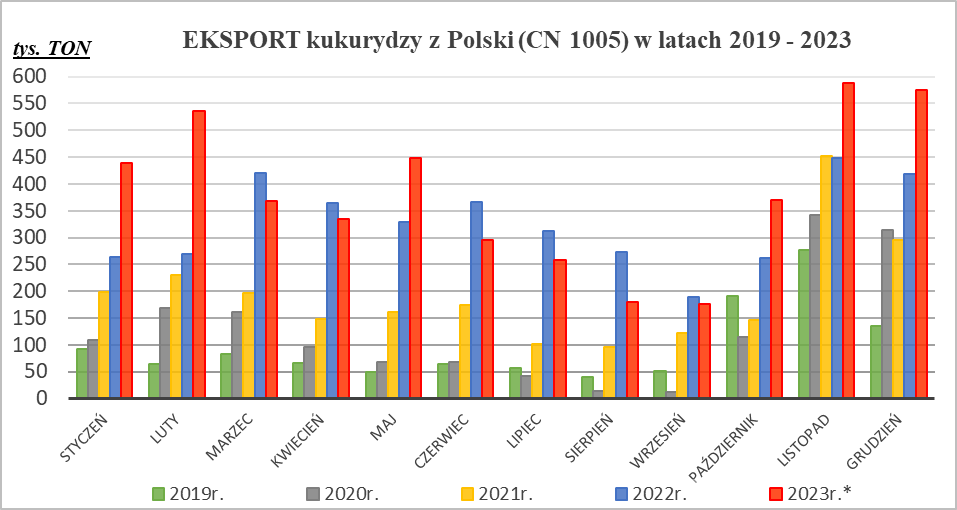 EKSPORT kukurydzy z Polski (CN 1005) w latach 2019 - 2023
tys. TON
600
550
500
450
400
350
300
250
200
150
100
50
0
STYCZEŃ
LUTY
MARZEC
KWIECIEŃ
MAJ
CZERWIEC
LIPIEC
SIERPIEŃ
WRZESIEŃ
PAŹDZIERNIK
LISTOPAD
GRUDZIEŃ
2019r.
2020r.
2021r.
2022r.
2023r.*